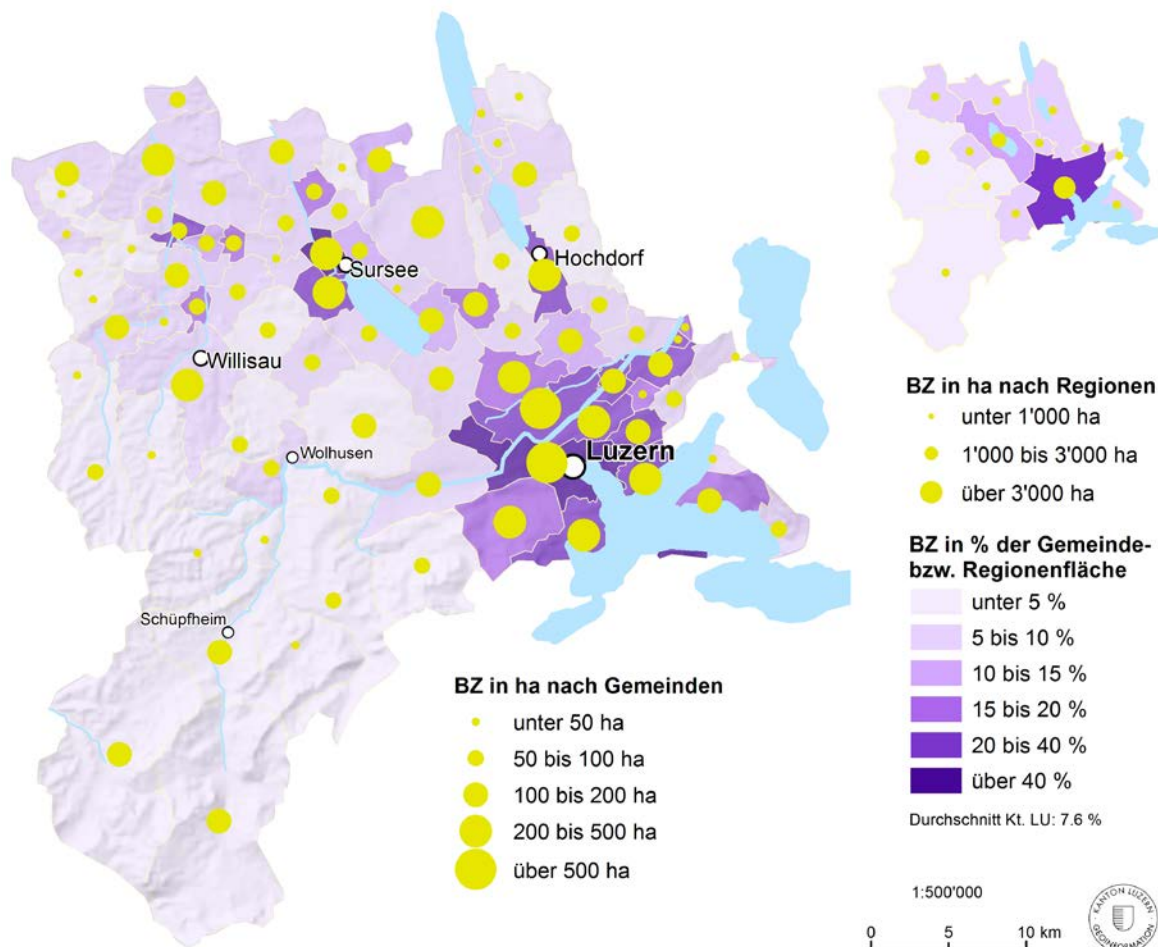 Hochdorf
Sursee
Willisau
Wolhusen
Luzern
Schüpfheim
BZ in ha nach Gemeinden
unter 50 ha
50 bis 100 ha
100 bis 200 ha
200 bis 500 ha
über 500 ha
BZ in ha nach Regionen
unter 1'000 ha
1'000 bis 3'000 ha
über 3'000 ha
BZ in % der Gemeinde-
bzw. Regionenfläche
unter 5 %
5 bis 10 %
10 bis 15 %
15 bis 20 %
20 bis 40 %
über 40 %
Durchschnitt Kt. LU: 7.6 %
1:500'000
0 5 10 km
KANTON LUZERN
GEOINFORMATION